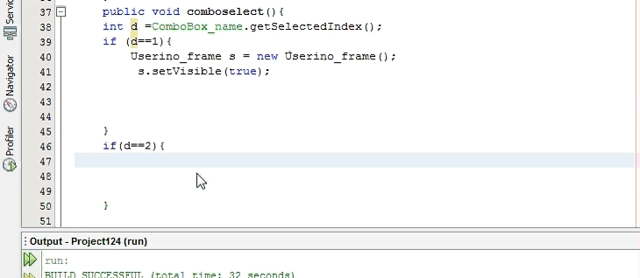 Navigator
Profiler
37 public void comboselect(){
38 int d =ComboBox_name.getSelectedIndex();
39 if (d==1){
40 Userino_frame s = new Userino_frame();
41 s.setVisible(true);
42
43
44
45 }
46 if(d==2){
47
48
49
50 }
51
Output - Project124 (run)
run:
BUILD SUCCESSFUL (total time: 32 seconds)